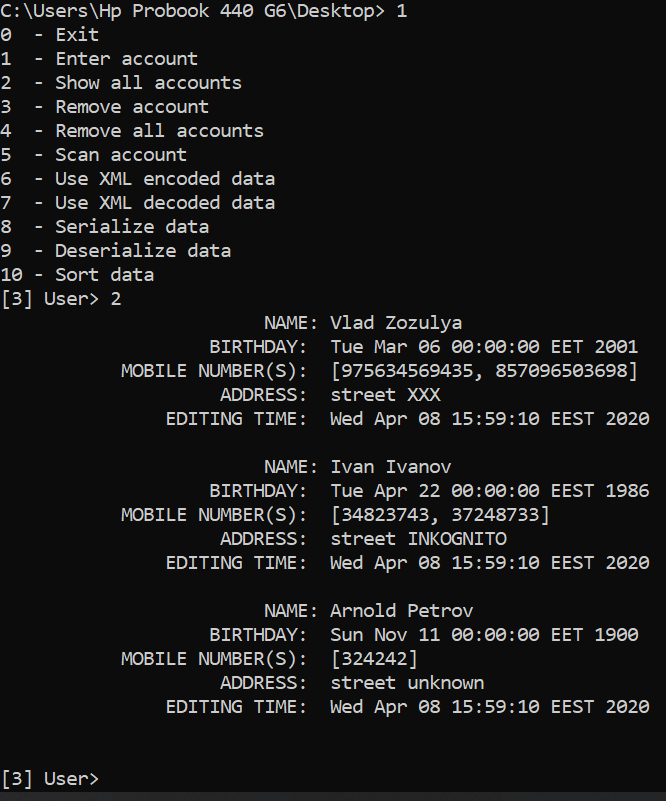 C:\Users\Hp Probook 440 G6\Desktop> 1
0  - Exit
1  - Enter account
2  - Show all accounts
3  - Remove account
4  - Remove all accounts
5  - Scan account
6  - Use XML encoded data
7  - Use XML decoded data
8  - Serialize data
9  - Deserialize data
10 - Sort data
[3] User> 2
NAME: Vlad Zozulya
BIRTHDAY:  Tue Mar 06 00:00:00 EET 2001
MOBILE NUMBER(S):  [975634569435, 857096503698]
ADDRESS:  street XXX
EDITING TIME:  Wed Apr 08 15:59:10 EEST 2020
NAME: Ivan Ivanov
BIRTHDAY:  Tue Apr 22 00:00:00 EEST 1986
MOBILE NUMBER(S):  [34823743, 37248733]
ADDRESS:  street INKOGNITO
EDITING TIME:  Wed Apr 08 15:59:10 EEST 2020
NAME: Arnold Petrov
BIRTHDAY:  Sun Nov 11 00:00:00 EET 1900
MOBILE NUMBER(S):  [324242]
ADDRESS:  street unknown
EDITING TIME:  Wed Apr 08 15:59:10 EEST 2020
[3] User>